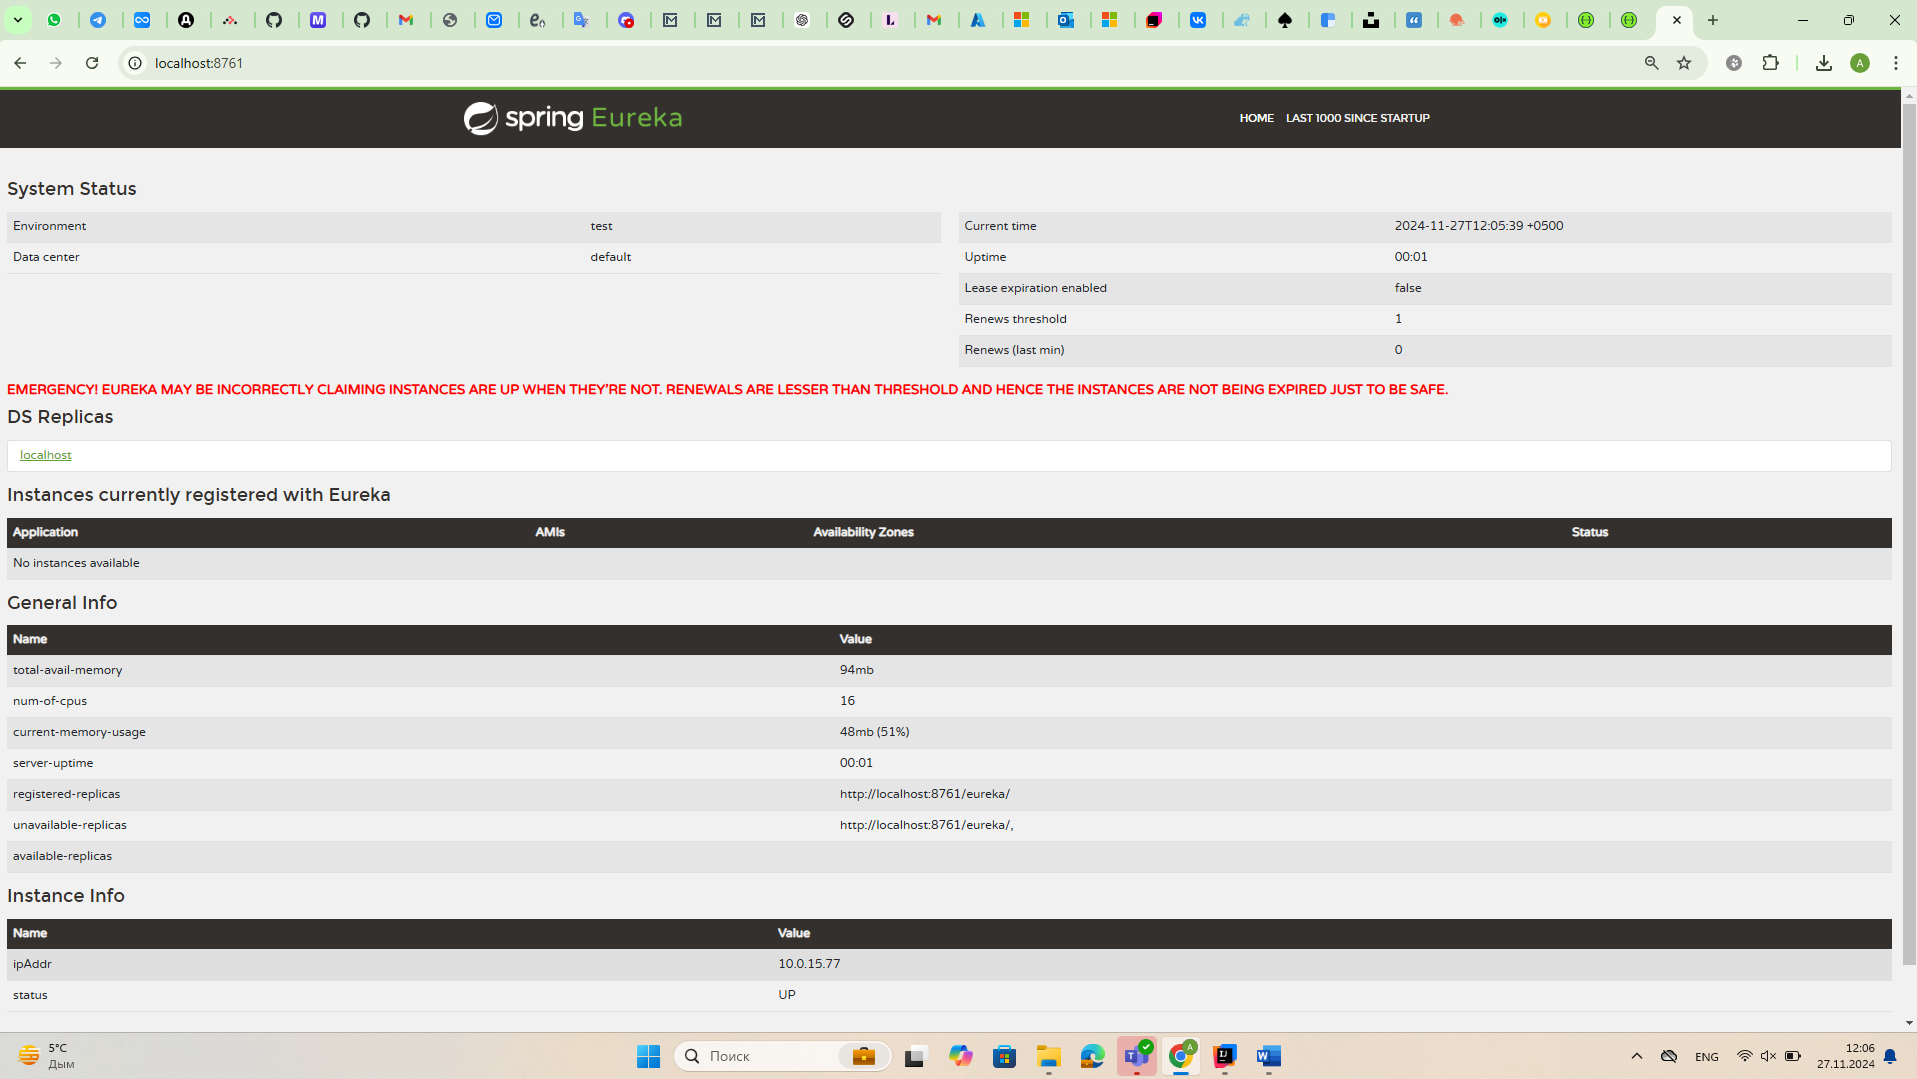 localhost:8761
A
spring Eureka
HOME LAST 1000 SINCE STARTUP
System Status
Environment test
Data center default
Current time 2024-11-27T12:05:39 +0500
Uptime 00:01
Lease expiration enabled false
Renews threshold 1
Renews (last min) 0
EMERGENCY! EUREKA MAY BE INCORRECTLY CLAIMING INSTANCES ARE UP WHEN THEY'RE NOT. RENEWALS ARE LESSER THAN THRESHOLD AND HENCE THE INSTANCES ARE NOT BEING EXPIRED JUST TO BE SAFE.
DS Replicas
localhost
Instances currently registered with Eureka
Application AMIs Availability Zones Status
No instances available
General Info
Name Value
total-avail-memory 94mb
num-of-cpus 16
current-memory-usage 48mb (51%)
server-uptime 00:01
registered-replicas http://localhost:8761/eureka/
unavailable-replicas http://localhost:8761/eureka/,
available-replicas
Instance Info
Name Value
ipAddr 10.0.15.77
status UP
5°C
Дым
Поиск
ENG
12:06
27.11.2024